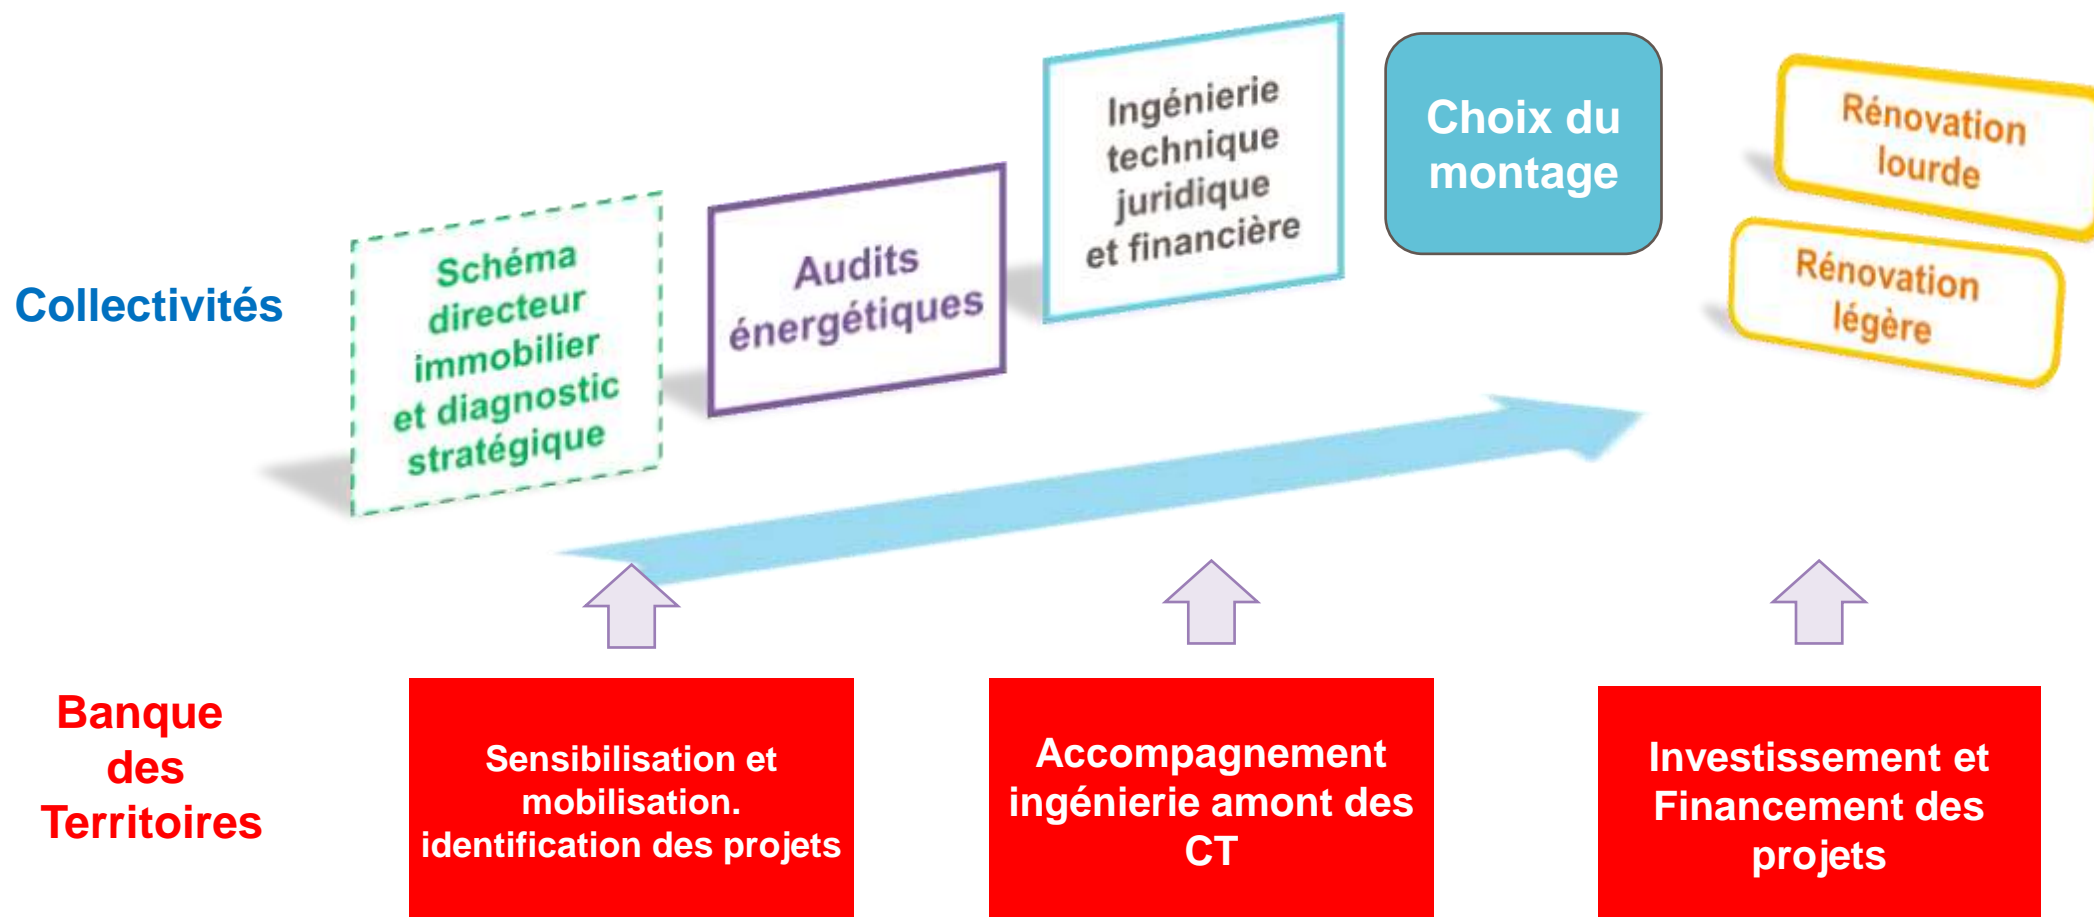 Collectivités
Schéma
directeur
immobilier
et diagnostic
stratégique
Audits
énergétiques
Ingénierie
technique
juridique
et financière
Choix du
montage
Rénovation
lourde
Rénovation
légère
Banque
des
Territoires
Sensibilisation et
mobilisation.
identification des projets
Accompagnement
ingénierie amont des
CT
Investissement et
Financement des
projets